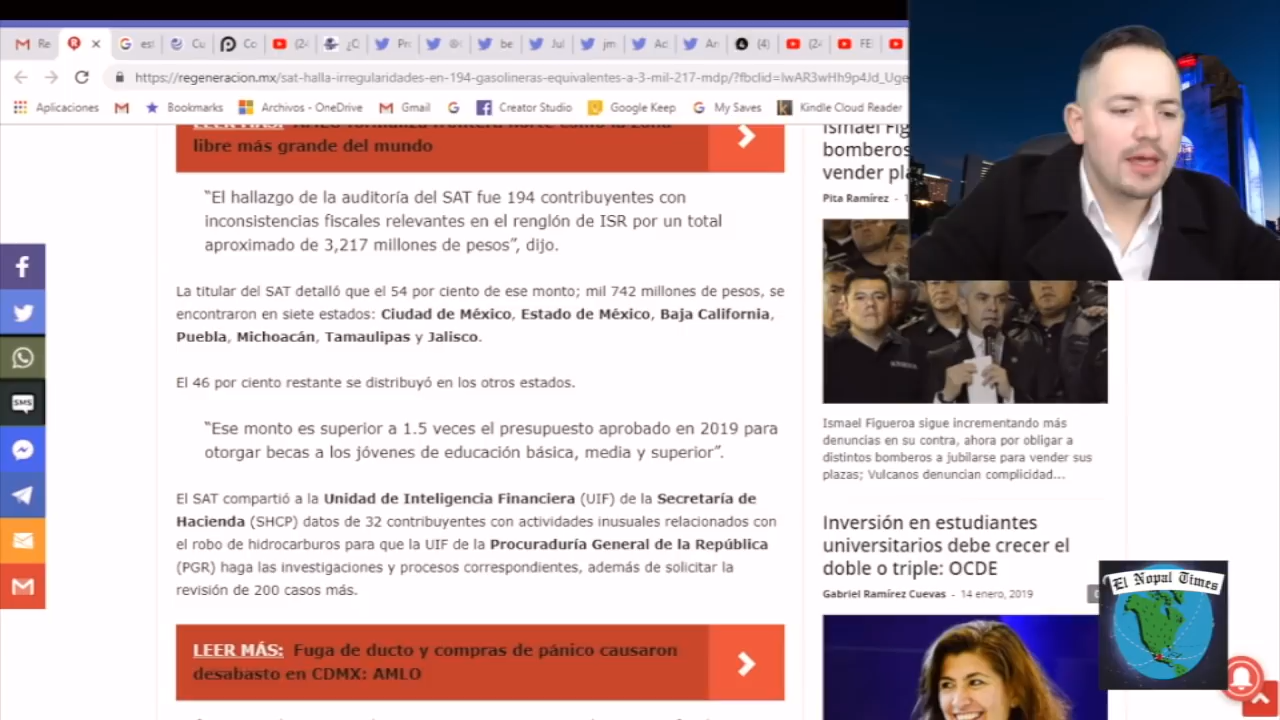 Re
es
Cu
Co
(24
¿C
Pr
be
Jul
jm
Ac
(4)
(24
FE
https://regeneracion.mx/sat-halla-irregularidades-en-194-gasolineras-equivalentes-a-3-mil-217-mdp/?fbclid=IwAR3wHh9p4Jd_Uge
Aplicaciones
Bookmarks
Archivos - OneDrive
Gmail
Creator Studio
Google Keep
My Saves
Kindle Cloud Reader
libre más grande del mundo
“El hallazgo de la auditoría del SAT fue 194 contribuyentes con
inconsistencias fiscales relevantes en el renglón de ISR por un total
aproximado de 3,217 millones de pesos”, dijo.
La titular del SAT detalló que el 54 por ciento de ese monto; mil 742 millones de pesos, se
encontraron en siete estados: Ciudad de México, Estado de México, Baja California,
Puebla, Michoacán, Tamaulipas y Jalisco.
El 46 por ciento restante se distribuyó en los otros estados.
“Ese monto es superior a 1.5 veces el presupuesto aprobado en 2019 para
otorgar becas a los jóvenes de educación básica, media y superior”.
El SAT compartió a la Unidad de Inteligencia Financiera (UIF) de la Secretaría de
Hacienda (SHCP) datos de 32 contribuyentes con actividades inusuales relacionados con
el robo de hidrocarburos para que la UIF de la Procuraduría General de la República
(PGR) haga las investigaciones y procesos correspondientes, además de solicitar la
revisión de 200 casos más.
LEER MÁS: Fuga de ducto y compras de pánico causaron
desabasto en CDMX: AMLO
SMS
Ismael Fig
bomberos
vender pla
Pita Ramírez - 1
Ismael Figueroa sigue incrementando más
denuncias en su contra, ahora por obligar a
distintos bomberos a jubilarse para vender sus
plazas; Vulcanos denuncian complicidad...
Inversión en estudiantes
universitarios debe crecer el
doble o triple: OCDE
Gabriel Ramírez Cuevas - 14 enero, 2019
El Nopal Times